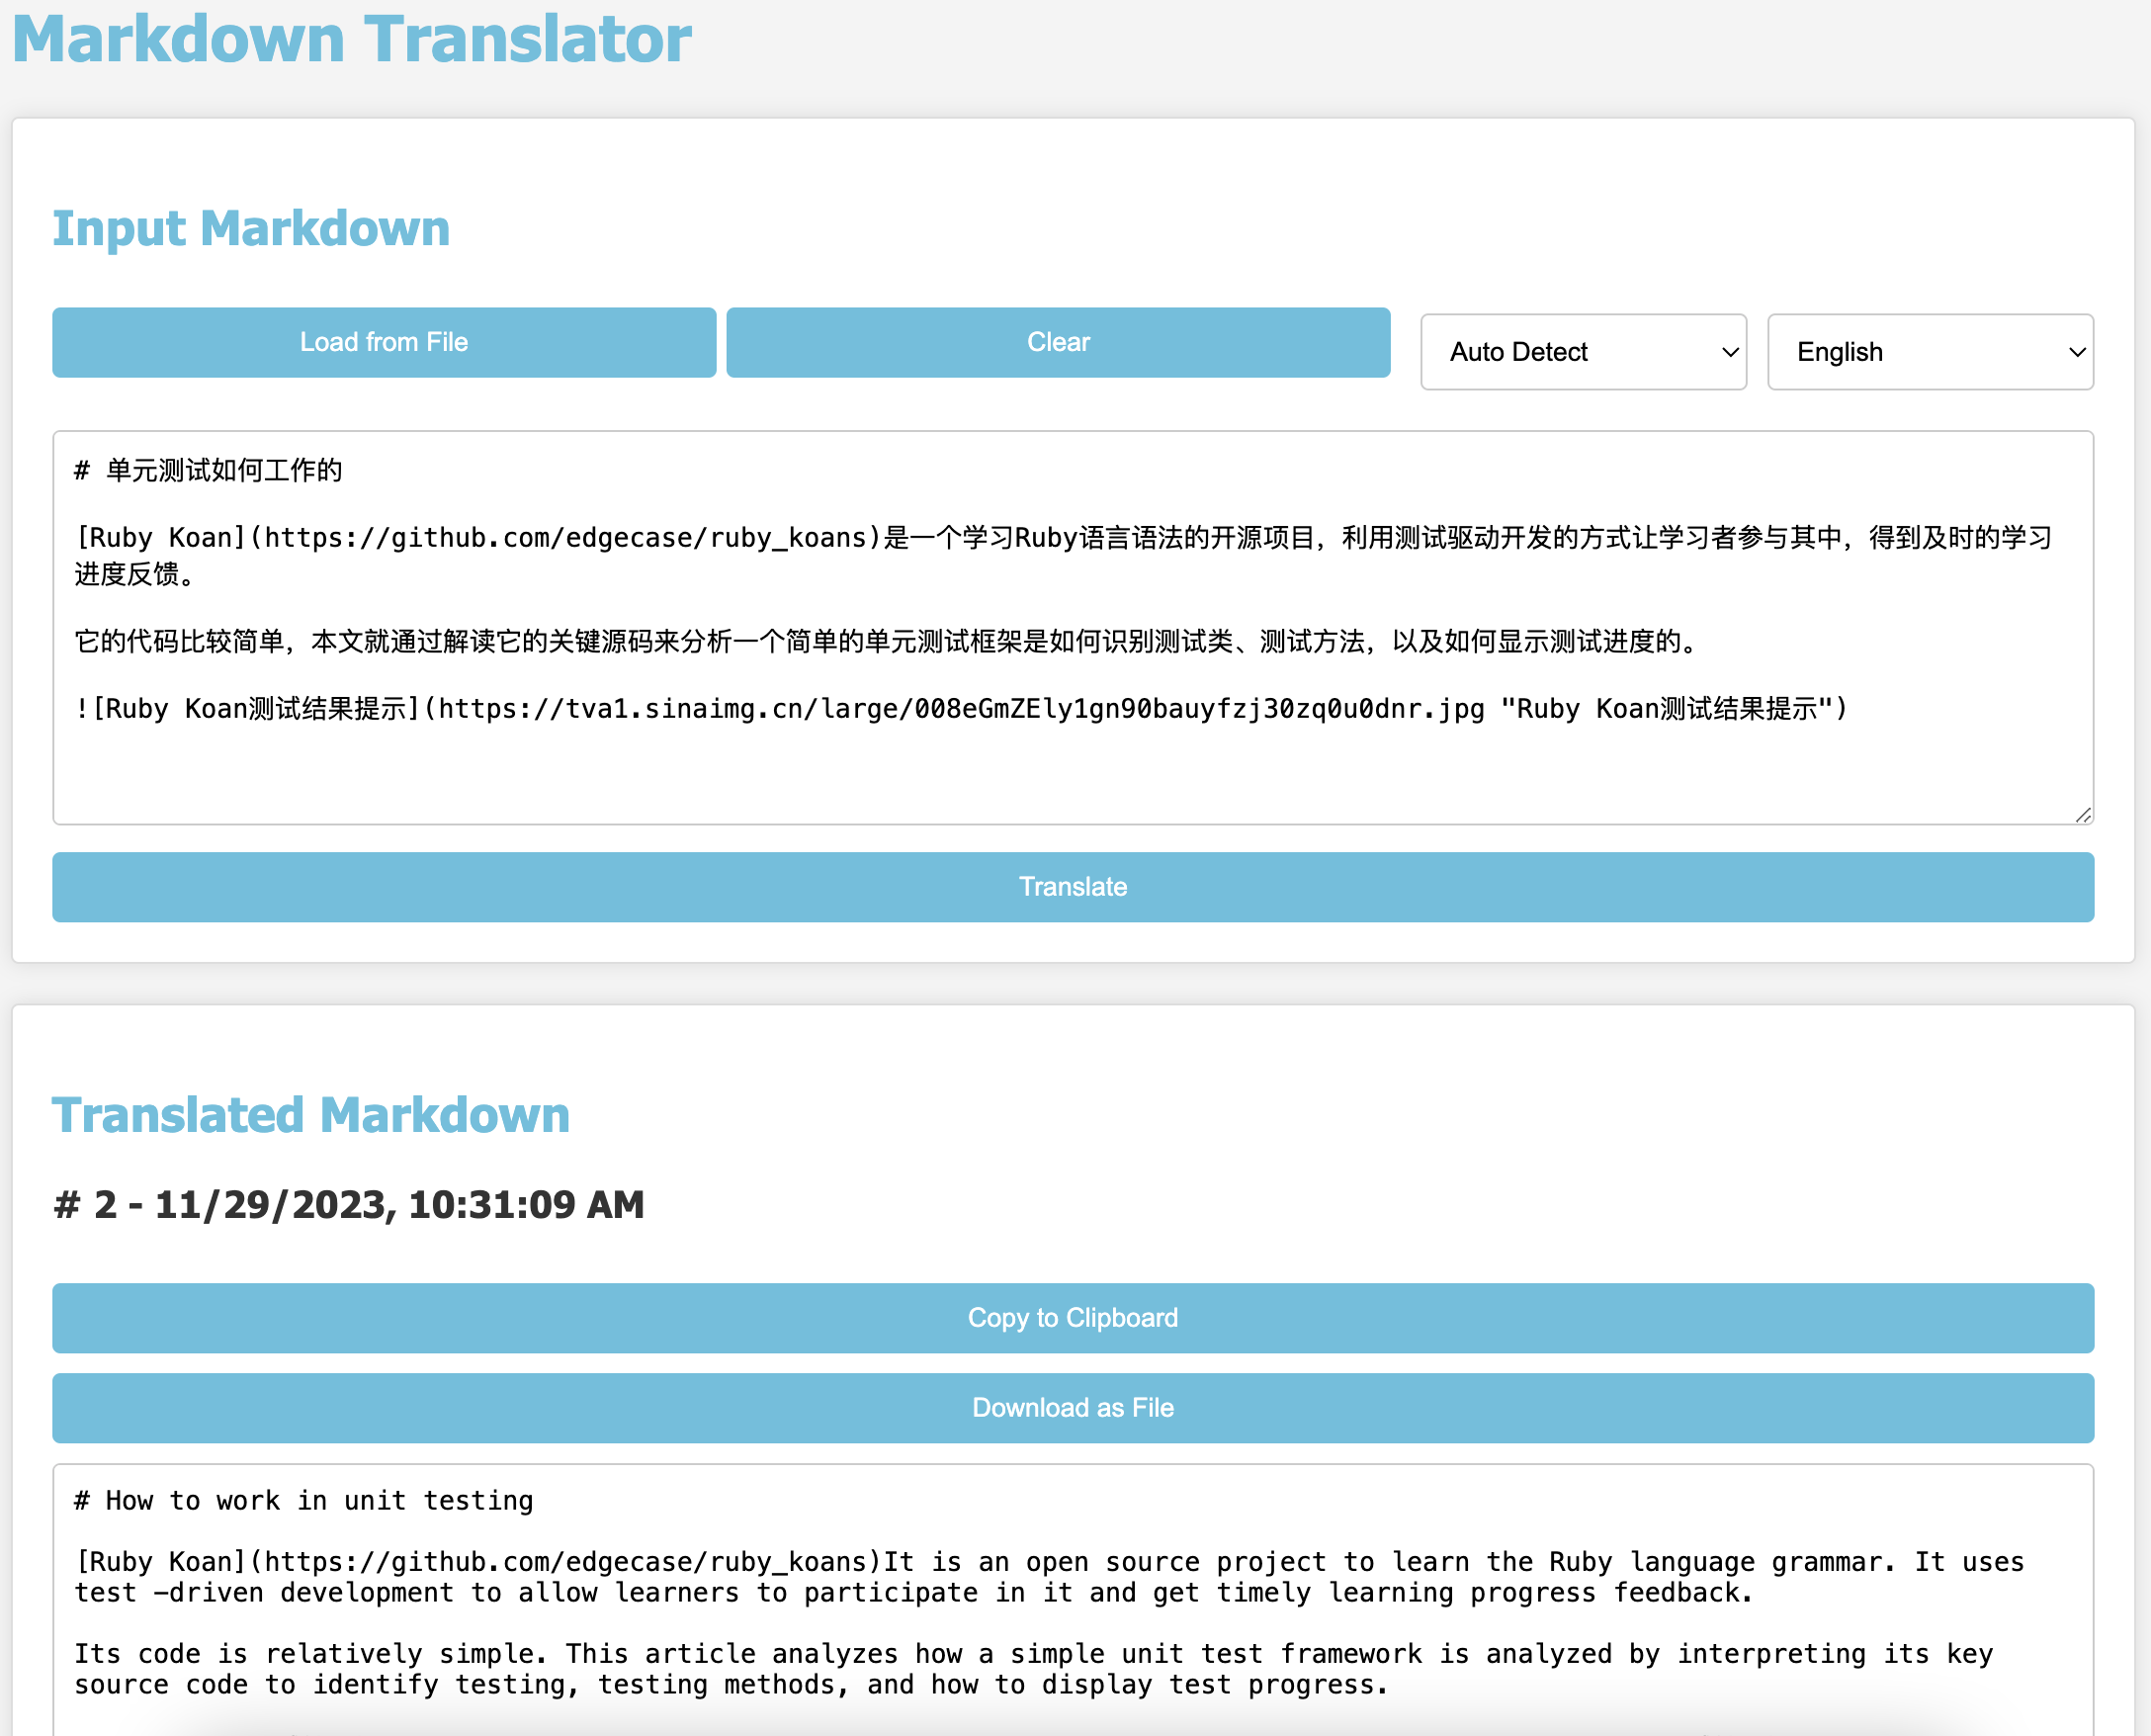 Markdown Translator
Input Markdown
Load from File
Clear
Auto Detect
English
# 单元测试如何工作的
[Ruby Koan](https://github.com/edgecase/ruby_koans)是一个学习Ruby语言语法的开源项目，利用测试驱动开发的方式让学习者参与其中，得到及时的学习
进度反馈。
它的代码比较简单，本文就通过解读它的关键源码来分析一个简单的单元测试框架是如何识别测试类、测试方法，以及如何显示测试进度的。
![Ruby Koan测试结果提示](https://tva1.sinaimg.cn/large/008eGmZEly1gn90bauyfzj30zq0u0dnr.jpg "Ruby Koan测试结果提示")
Translate
Translated Markdown
# 2 - 11/29/2023, 10:31:09 AM
Copy to Clipboard
Download as File
# How to work in unit testing
[Ruby Koan](https://github.com/edgecase/ruby_koans)It is an open source project to learn the Ruby language grammar. It uses
test -driven development to allow learners to participate in it and get timely learning progress feedback.
Its code is relatively simple. This article analyzes how a simple unit test framework is analyzed by interpreting its key
source code to identify testing, testing methods, and how to display test progress.